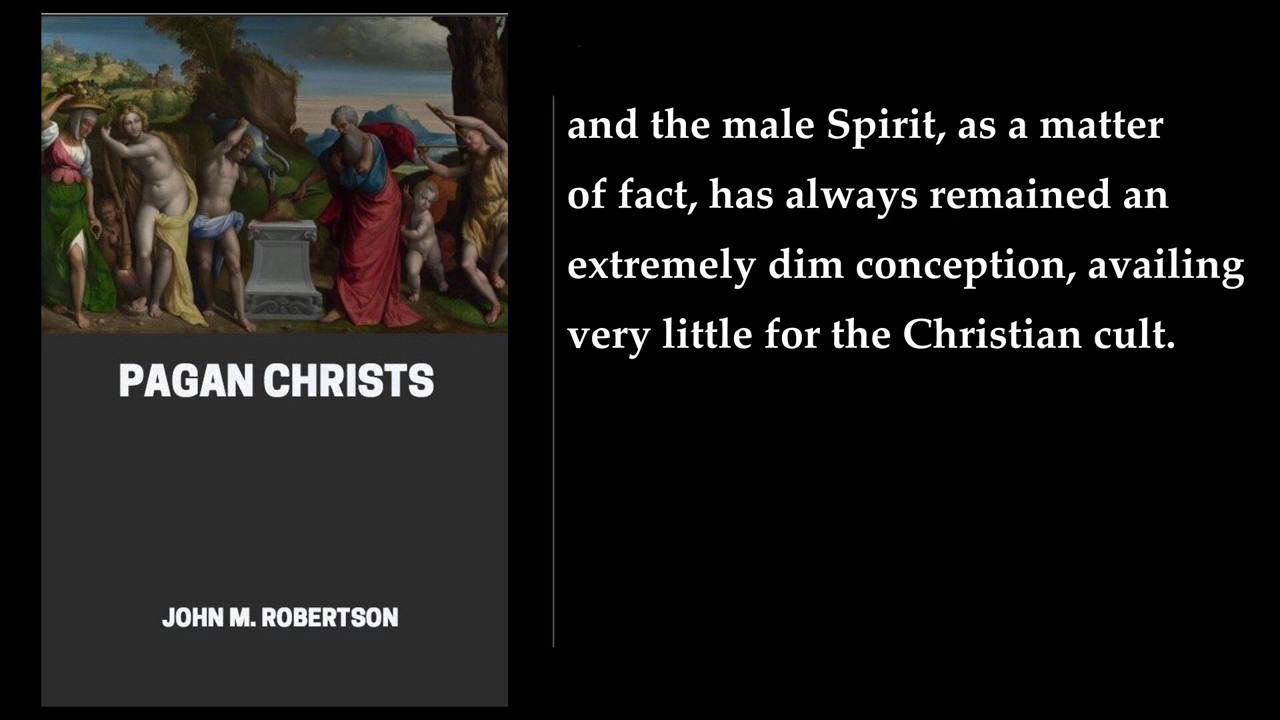 PAGAN CHRISTS
JOHN M. ROBERTSON
and the male Spirit, as a matter
of fact, has always remained an
extremely dim conception, availing
very little for the Christian cult.